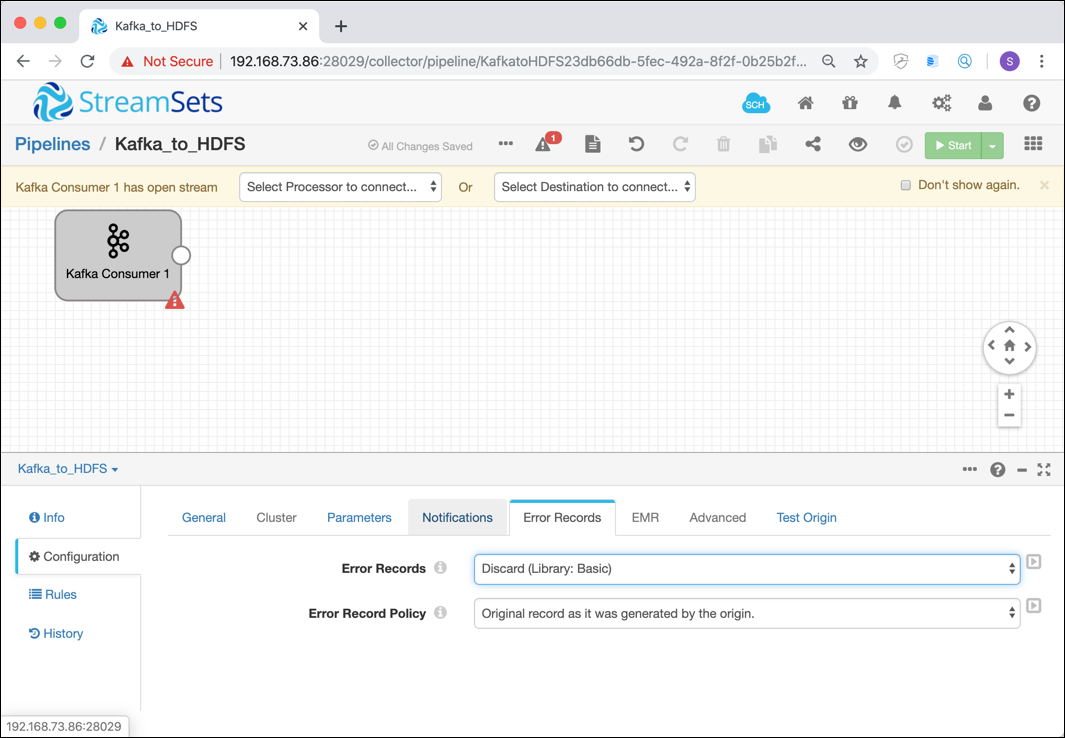 Kafka_to_HDFS
Not Secure 192.168.73.86:28029/collector/pipeline/KafkatoHDFS23db66db-5fec-492a-8f2f-0b25b2f... S
StreamSets SCH
Pipelines / Kafka_to_HDFS All Changes Saved 1 Start
Kafka Consumer 1 has open stream Select Processor to connect... Or Select Destination to connect... Don't show again.
Kafka Consumer 1
Kafka_to_HDFS
Info
General Cluster Parameters Notifications Error Records EMR Advanced Test Origin
Configuration
Error Records Discard (Library: Basic)
Rules
Error Record Policy Original record as it was generated by the origin.
History
192.168.73.86:28029